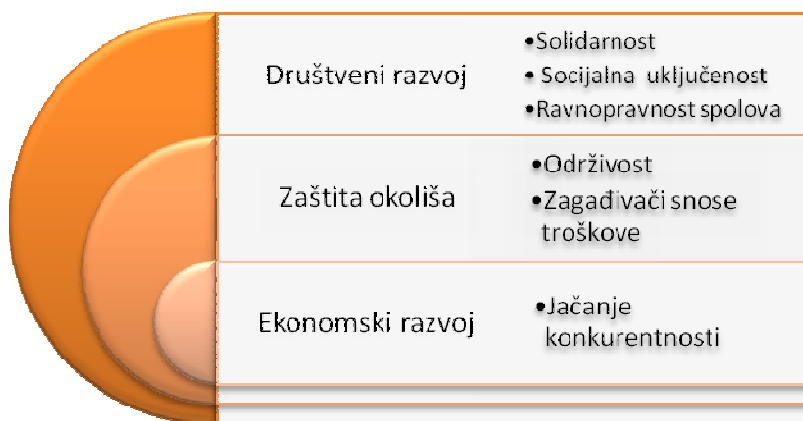 Društveni razvoj
•Solidarnost
• Socijalna uključenost
•Ravnopravnost spolova
Zaštita okoliša
•Održivost
•Zagađivači snose
troškove
Ekonomski razvoj
•Jačanje
konkurentnosti